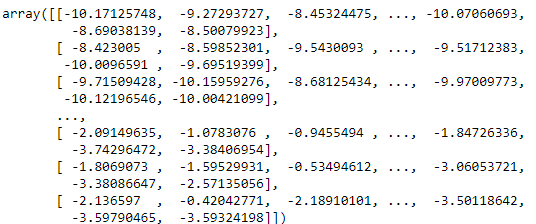 array([[-10.17125748,  -9.27293727,  -8.45324475, ..., -10.07060693,
         -8.69038139,  -8.50079923],
       [ -8.423005  ,  -8.59852301,  -9.5430093 , ...,  -9.51712383,
        -10.0096591 ,  -9.69519399],
       [ -9.71509428, -10.15959276,  -8.68125434, ...,  -9.97009773,
        -10.12196546, -10.00421099],
       ...,
       [ -2.09149635,  -1.0783076 ,  -0.9455494 , ...,  -1.84726336,
         -3.74296472,  -3.38406954],
       [ -1.8069073 ,  -1.59529931,  -0.53494612, ...,  -3.06053721,
         -3.38086647,  -2.57135056],
       [ -2.136597  ,  -0.42042771,  -2.18910101, ...,  -3.50118642,
         -3.59790465,  -3.59324198]])